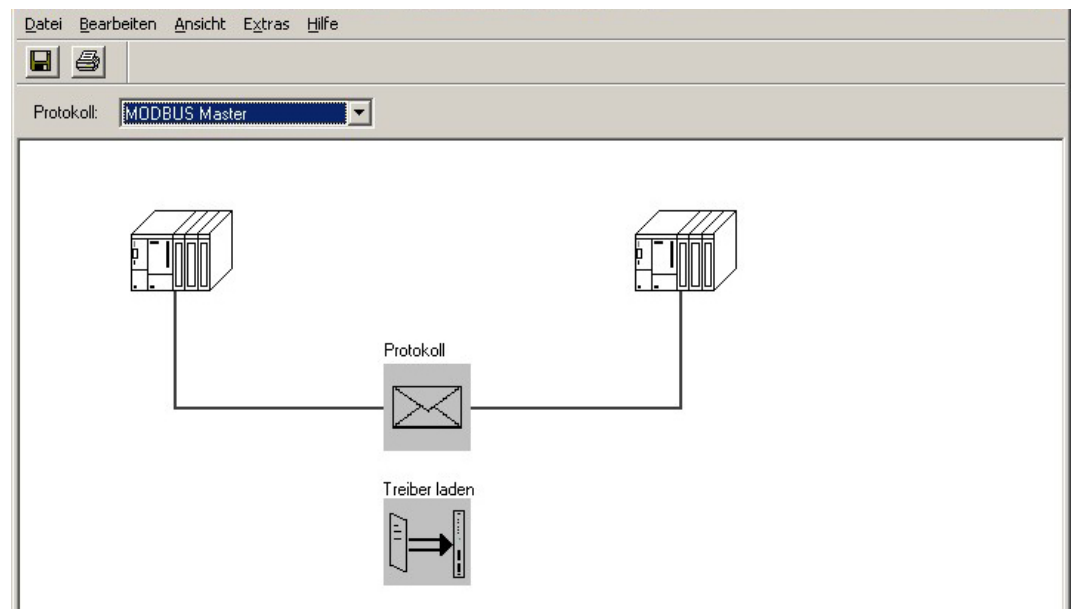 Datei Bearbeiten Ansicht Extras Hilfe
Protokoll: MODBUS Master
Protokoll
Treiber laden